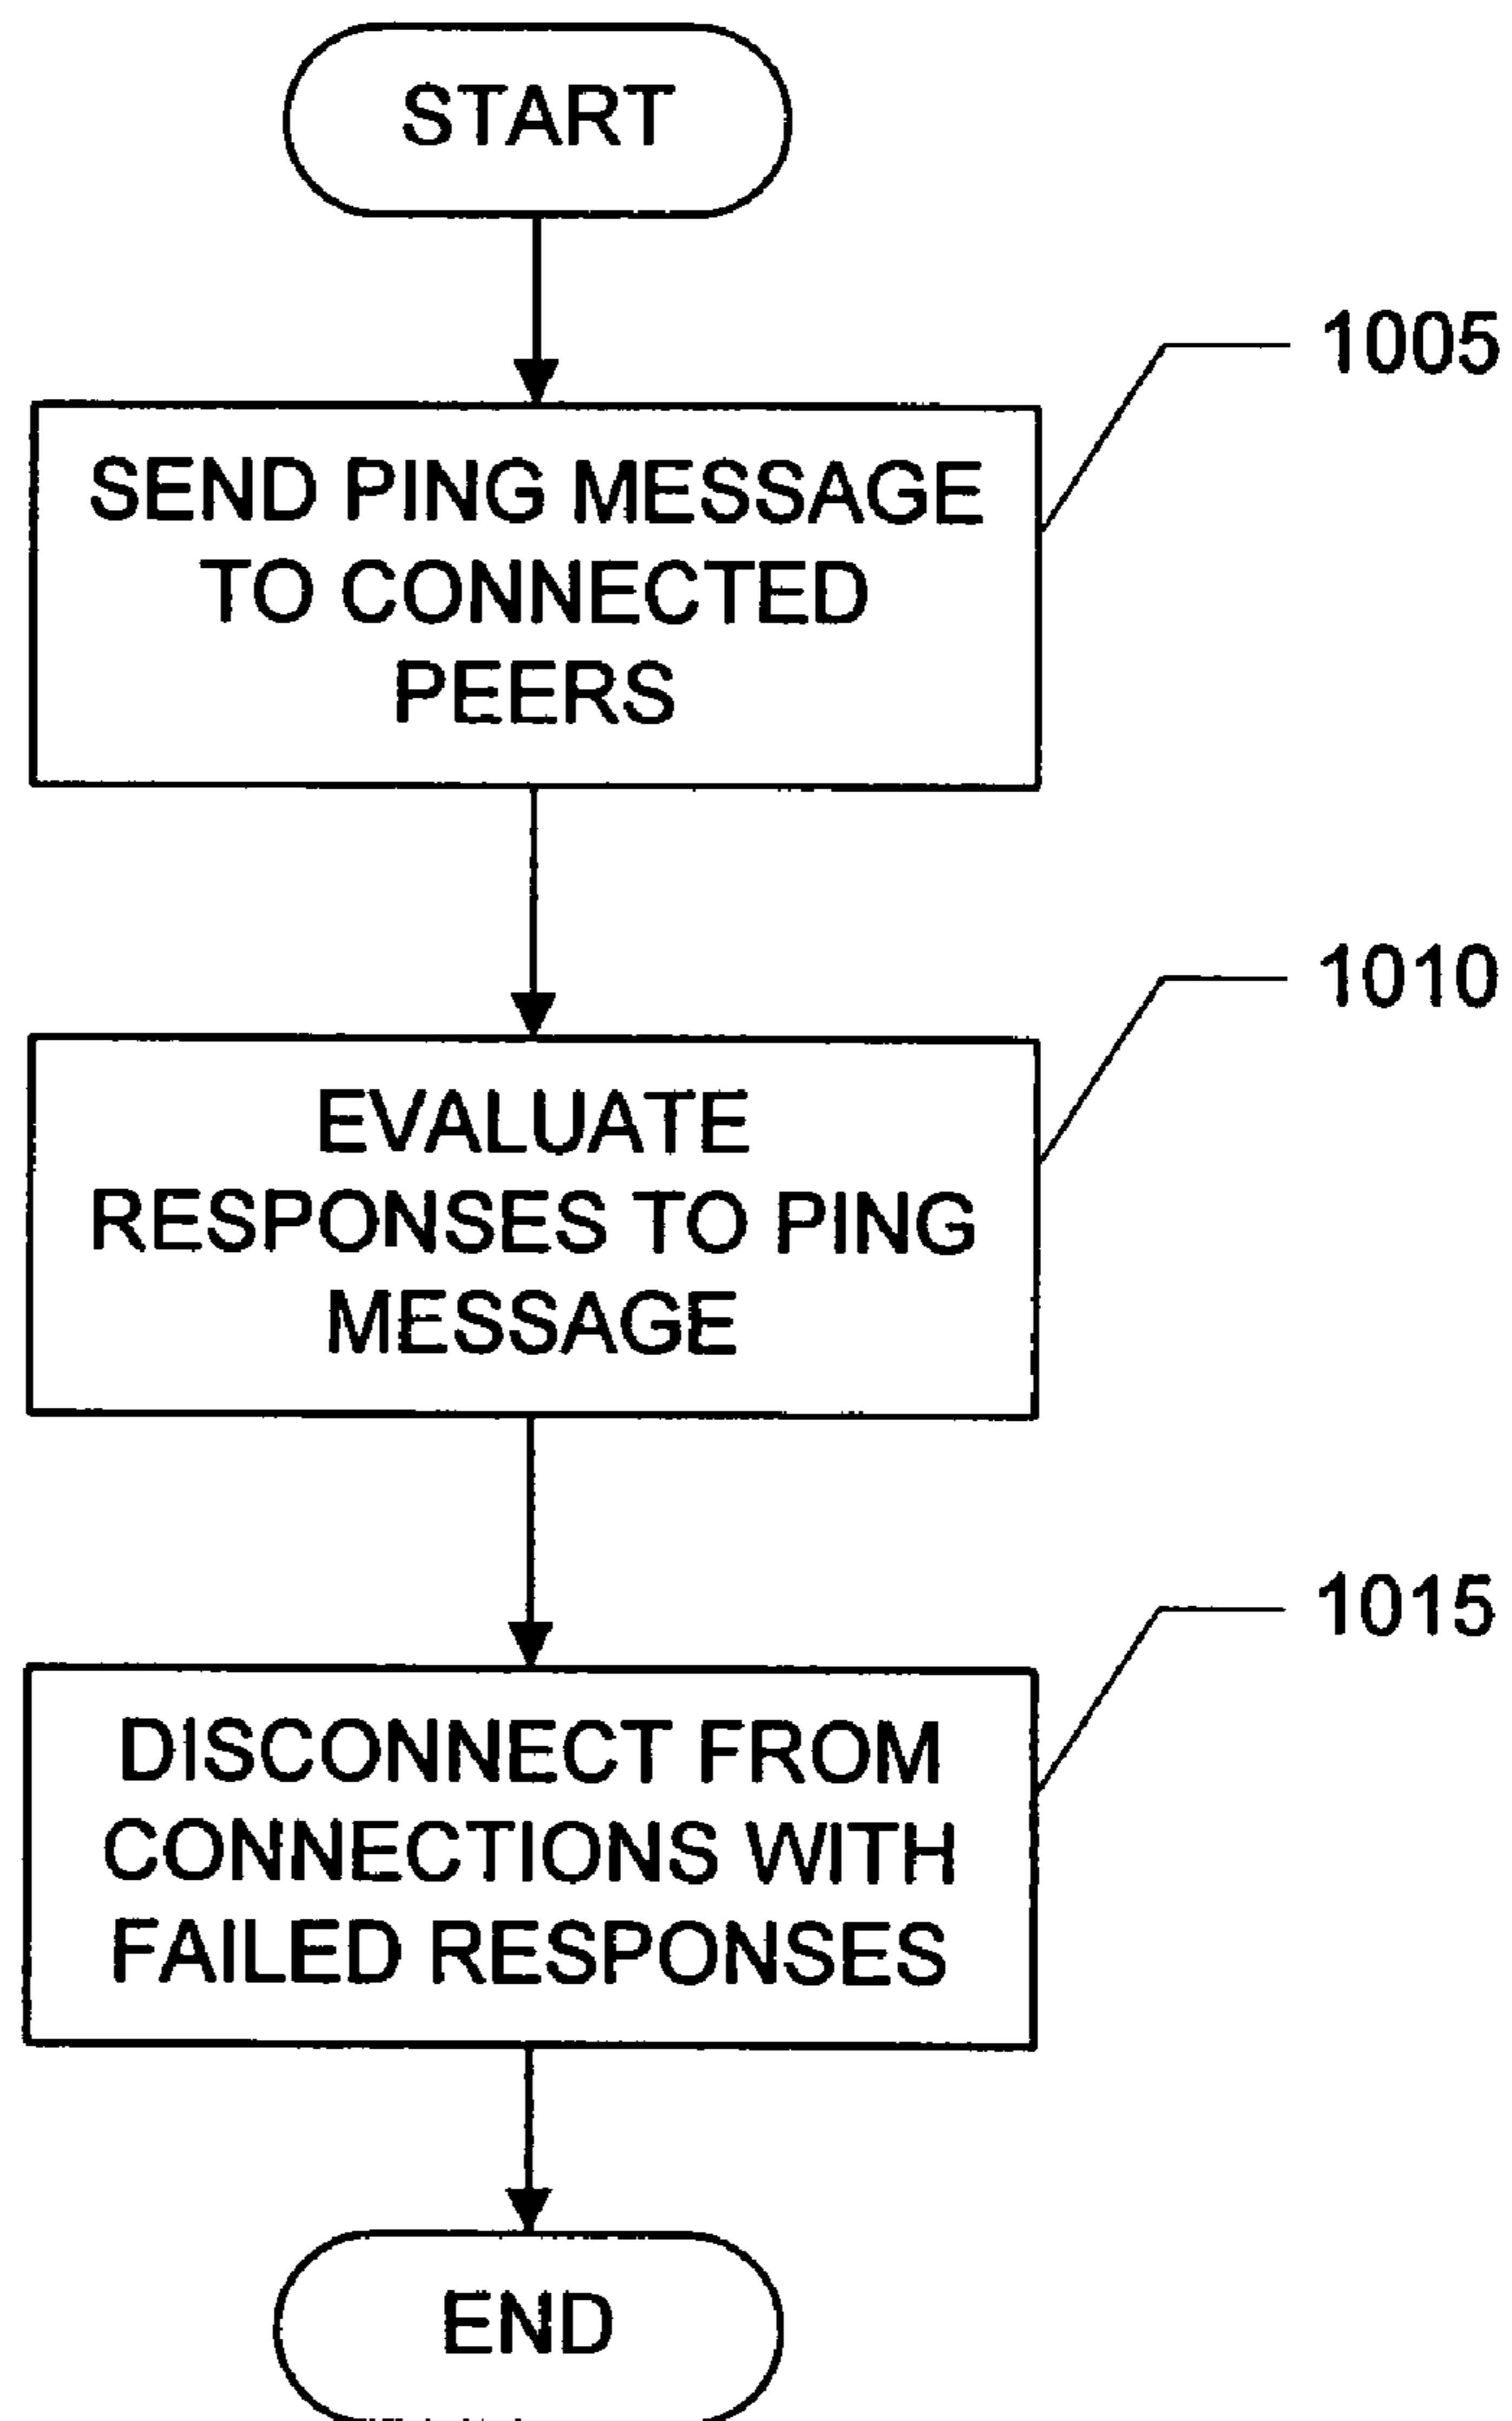 START
1005
SEND PING MESSAGE
TO CONNECTED
PEERS
1010
EVALUATE
RESPONSES TO PING
MESSAGE
1015
DISCONNECT FROM
CONNECTIONS WITH
FAILED RESPONSES
END